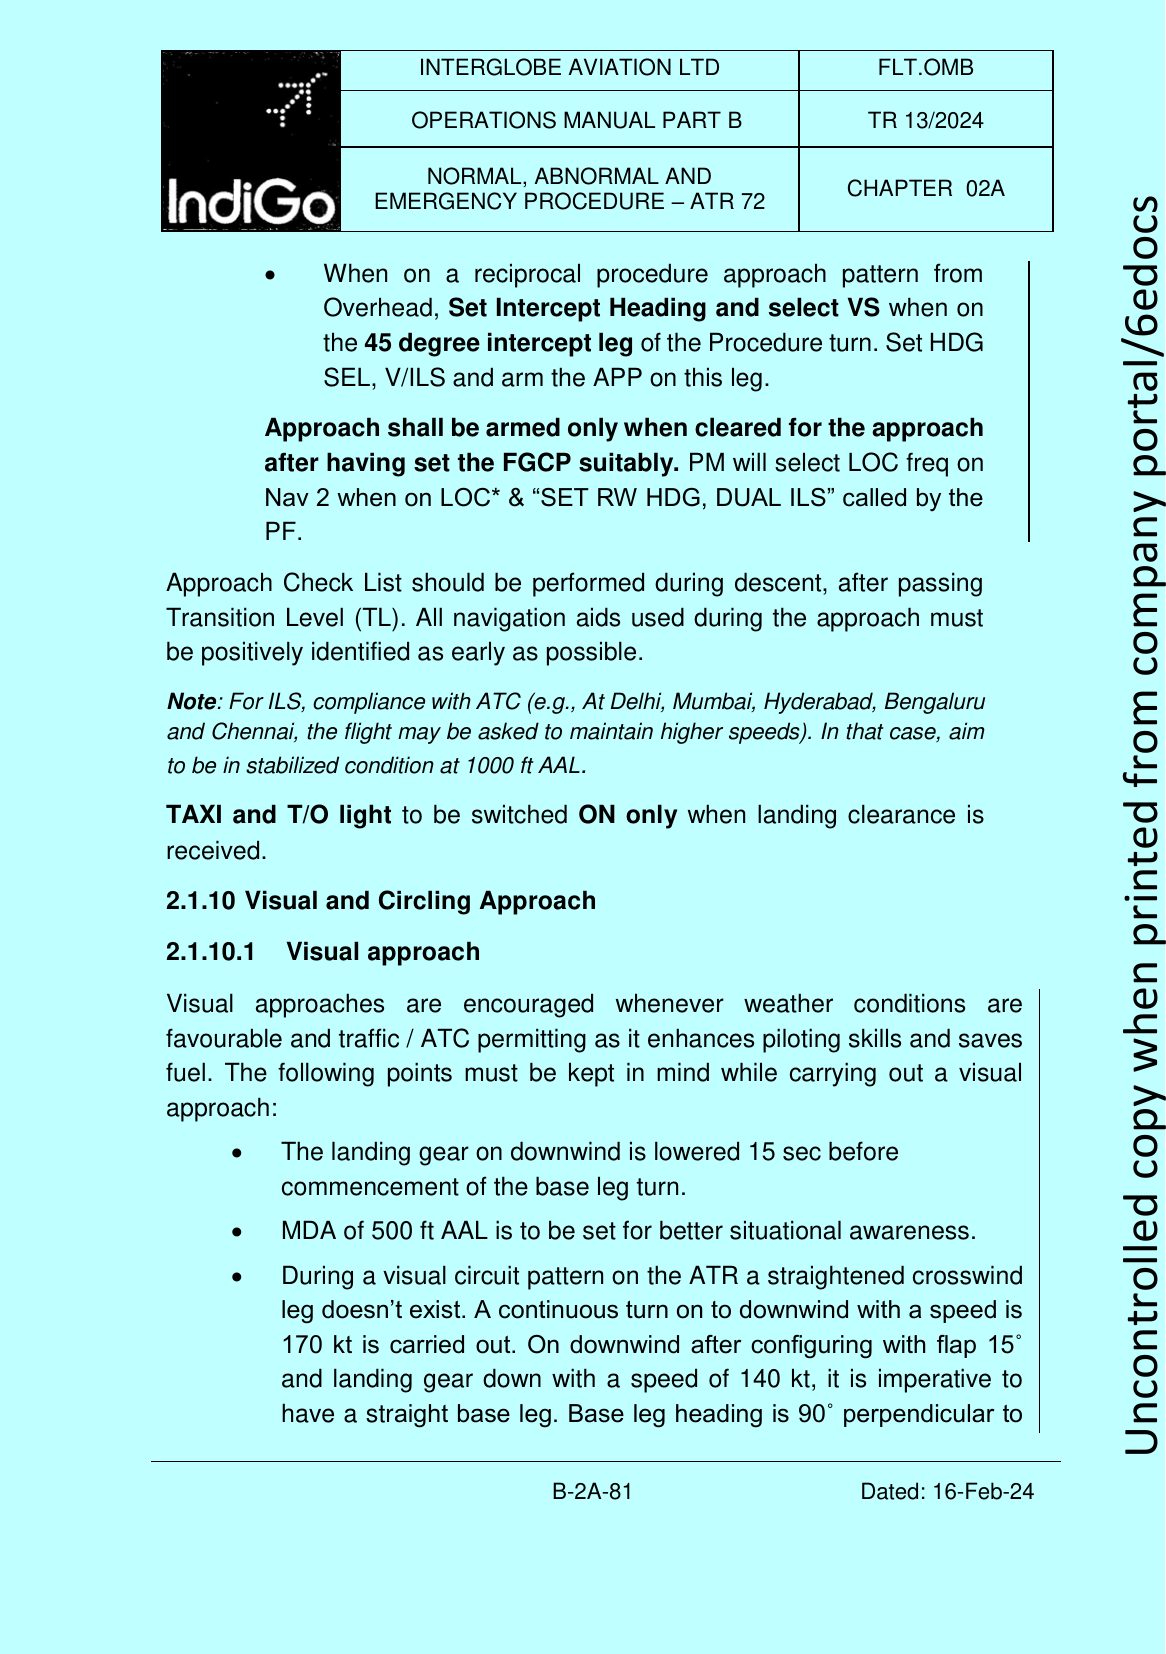 INTERGLOBE AVIATION LTD
FLT.OMB
OPERATIONS MANUAL PART B
TR 13/2024
IndiGo
NORMAL, ABNORMAL AND
EMERGENCY PROCEDURE – ATR 72
CHAPTER 02A
• When on a reciprocal procedure approach pattern from
Overhead, Set Intercept Heading and select VS when on
the 45 degree intercept leg of the Procedure turn. Set HDG
SEL, V/ILS and arm the APP on this leg.
Approach shall be armed only when cleared for the approach
after having set the FGCP suitably. PM will select LOC freq on
Nav 2 when on LOC* & “SET RW HDG, DUAL ILS” called by the
PF.
Approach Check List should be performed during descent, after passing
Transition Level (TL). All navigation aids used during the approach must
be positively identified as early as possible.
Note: For ILS, compliance with ATC (e.g., At Delhi, Mumbai, Hyderabad, Bengaluru
and Chennai, the flight may be asked to maintain higher speeds). In that case, aim
to be in stabilized condition at 1000 ft AAL.
TAXI and T/O light to be switched ON only when landing clearance is
received.
2.1.10 Visual and Circling Approach
2.1.10.1 Visual approach
Visual approaches are encouraged whenever weather conditions are
favourable and traffic / ATC permitting as it enhances piloting skills and saves
fuel. The following points must be kept in mind while carrying out a visual
approach:
• The landing gear on downwind is lowered 15 sec before
commencement of the base leg turn.
• MDA of 500 ft AAL is to be set for better situational awareness.
• During a visual circuit pattern on the ATR a straightened crosswind
leg doesn’t exist. A continuous turn on to downwind with a speed is
170 kt is carried out. On downwind after configuring with flap 15˚
and landing gear down with a speed of 140 kt, it is imperative to
have a straight base leg. Base leg heading is 90˚ perpendicular to
B-2A-81
Dated: 16-Feb-24
Uncontrolled copy when printed from company portal/6edocs